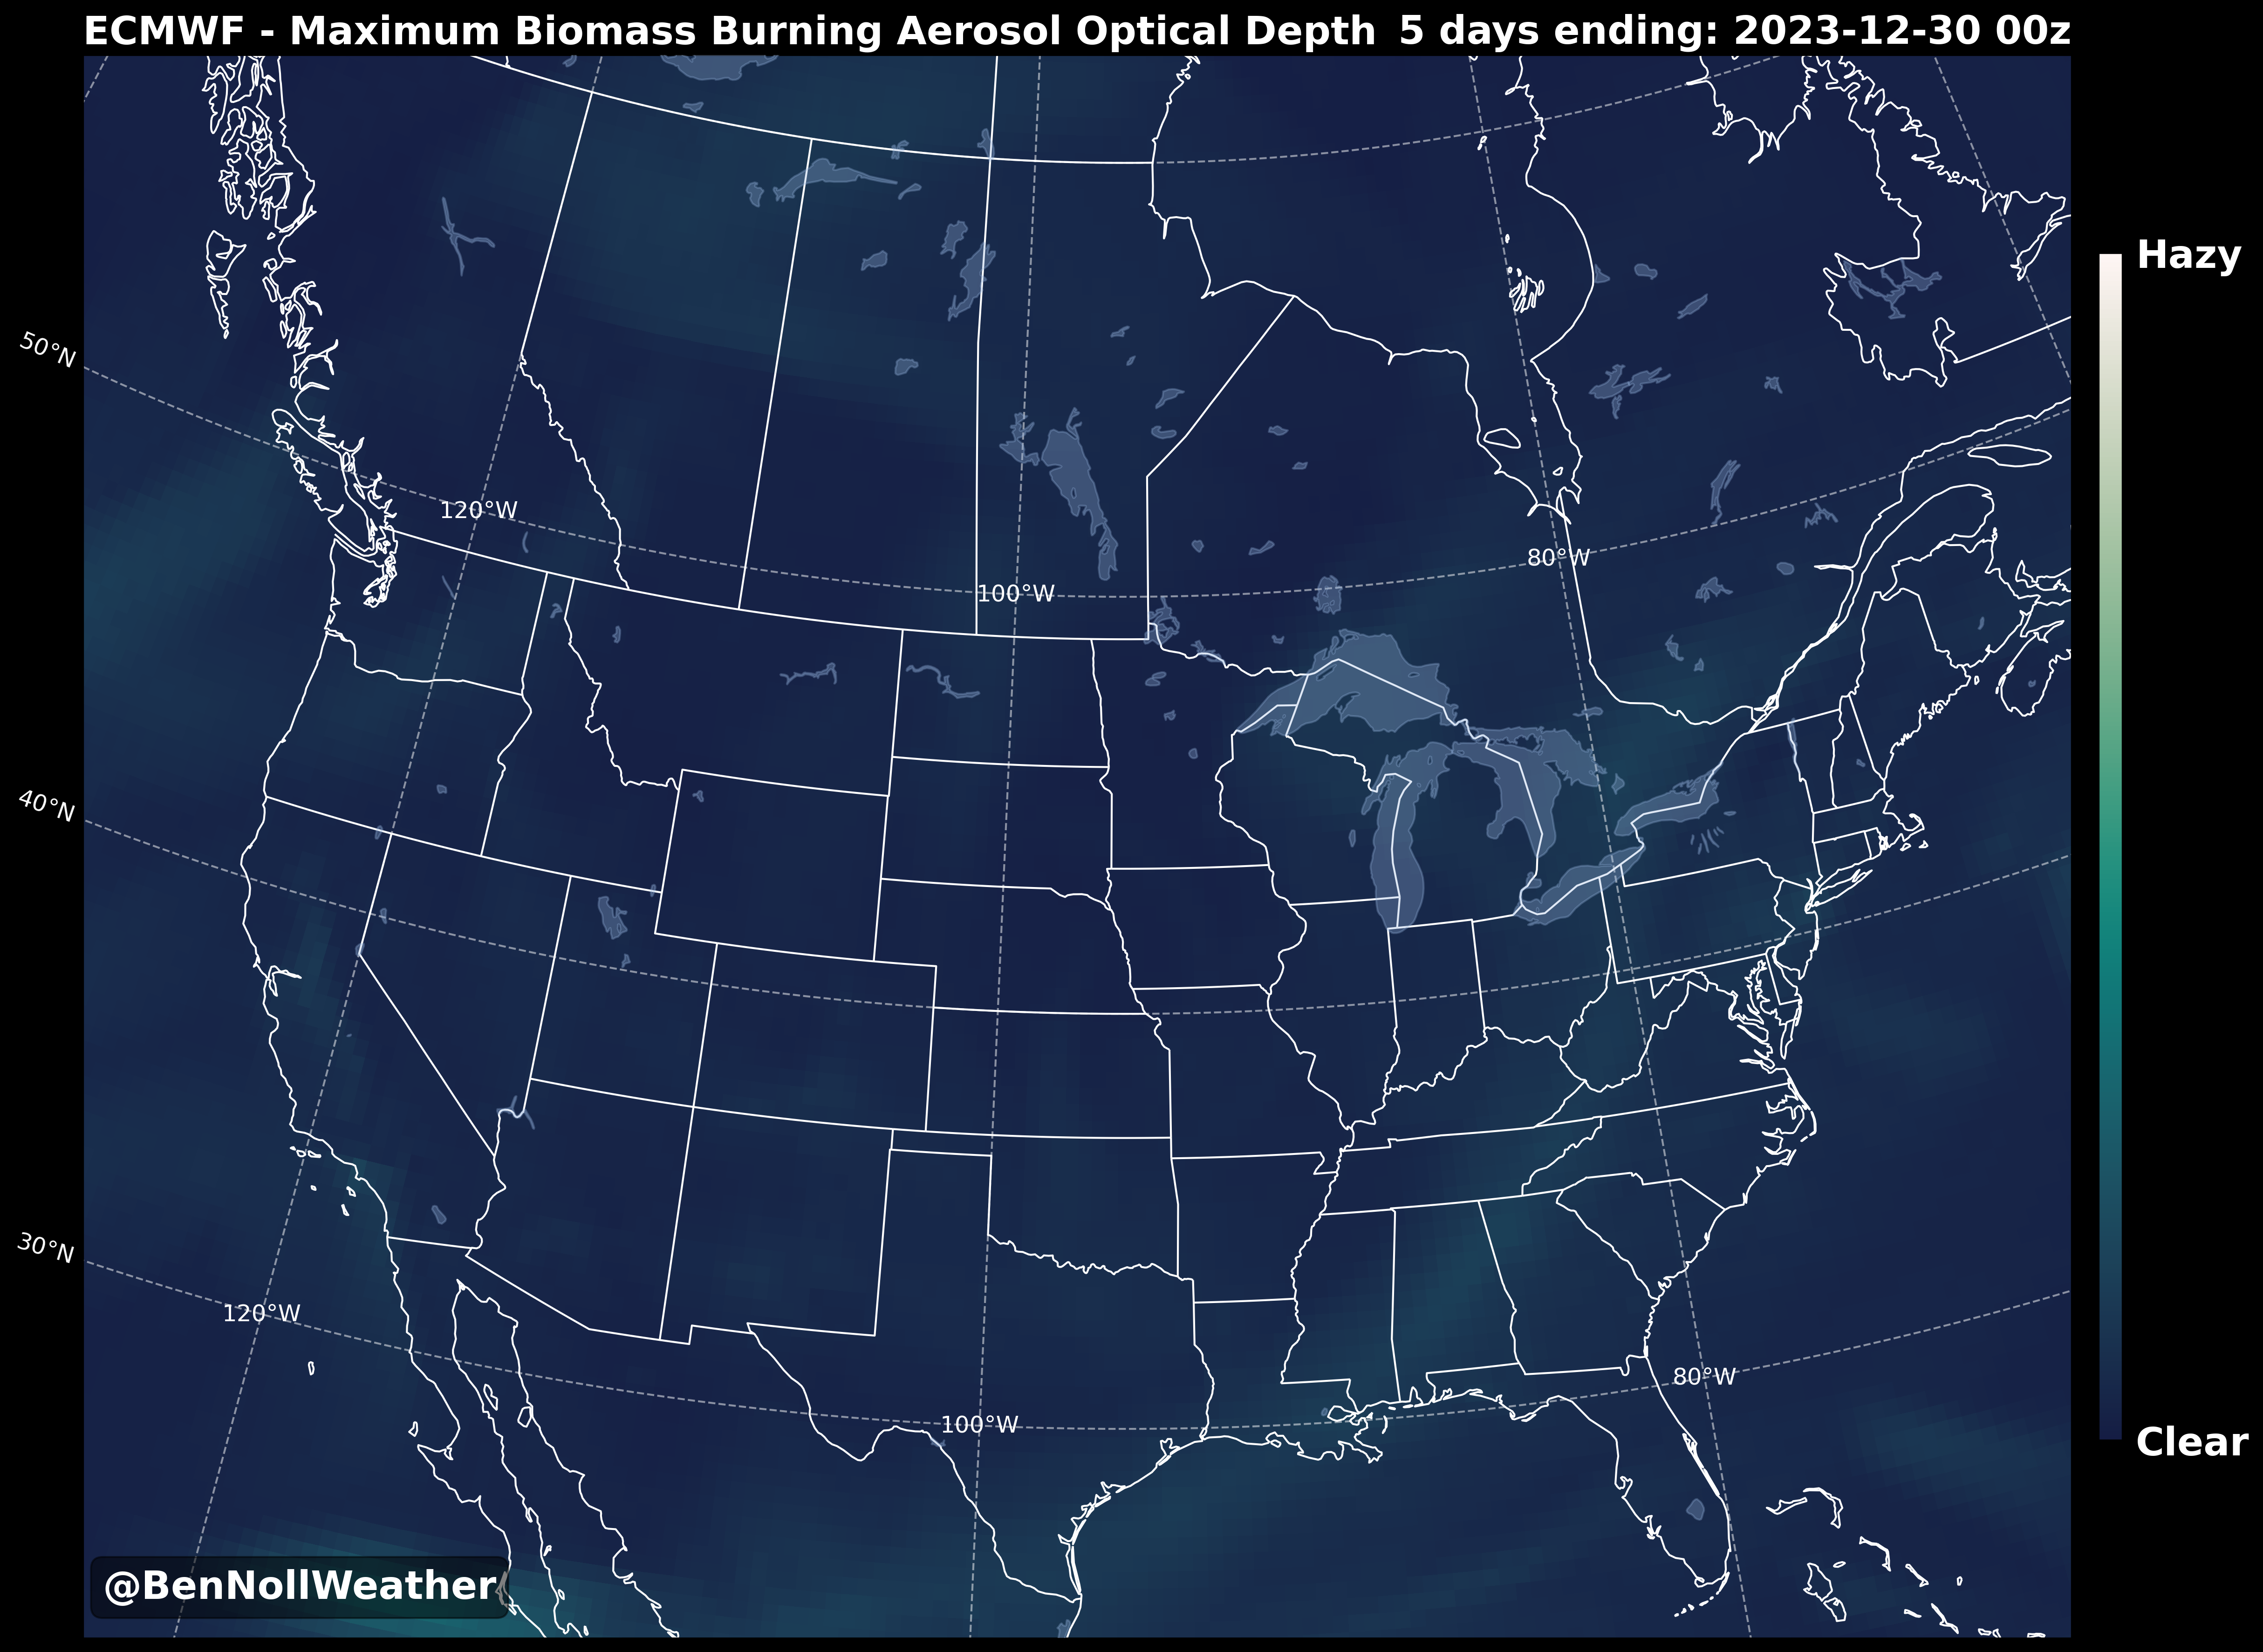 ECMWF - Maximum Biomass Burning Aerosol Optical Depth 5 days ending: 2023-12-30 00z
Hazy
50°N
120°W
80°W
100°W
40°N
30°N
120°W
80°W
100°W
Clear
@BenNollWeather